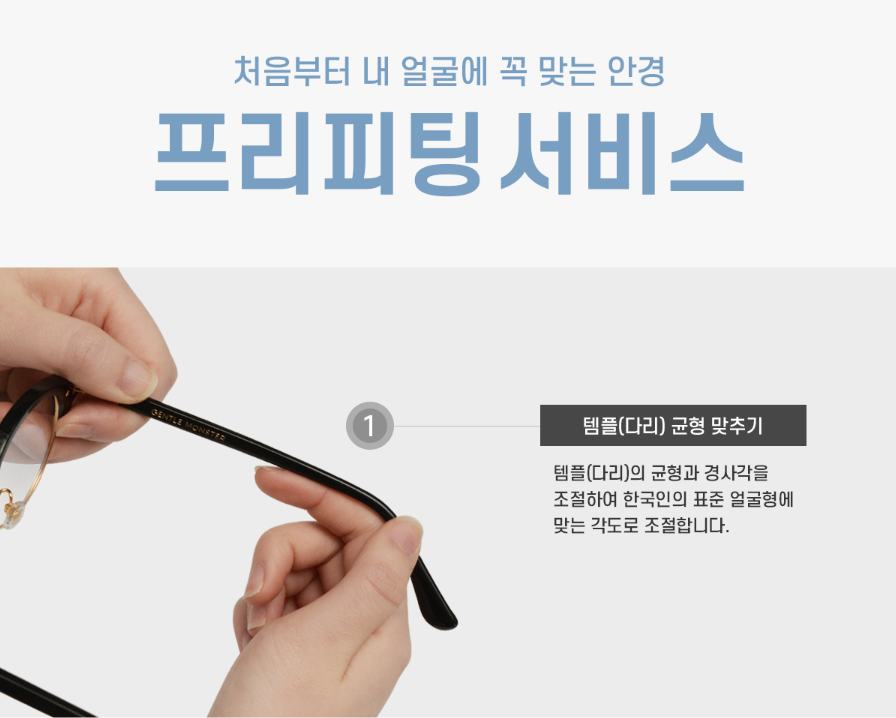 처음부터 내 얼굴에 꼭 맞는 안경
프리피팅 서비스
GENTLE MONSTER
1
템플(다리) 균형 맞추기
템플(다리)의 균형과 경사각을
조절하여 한국인의 표준 얼굴형에
맞는 각도로 조절합니다.